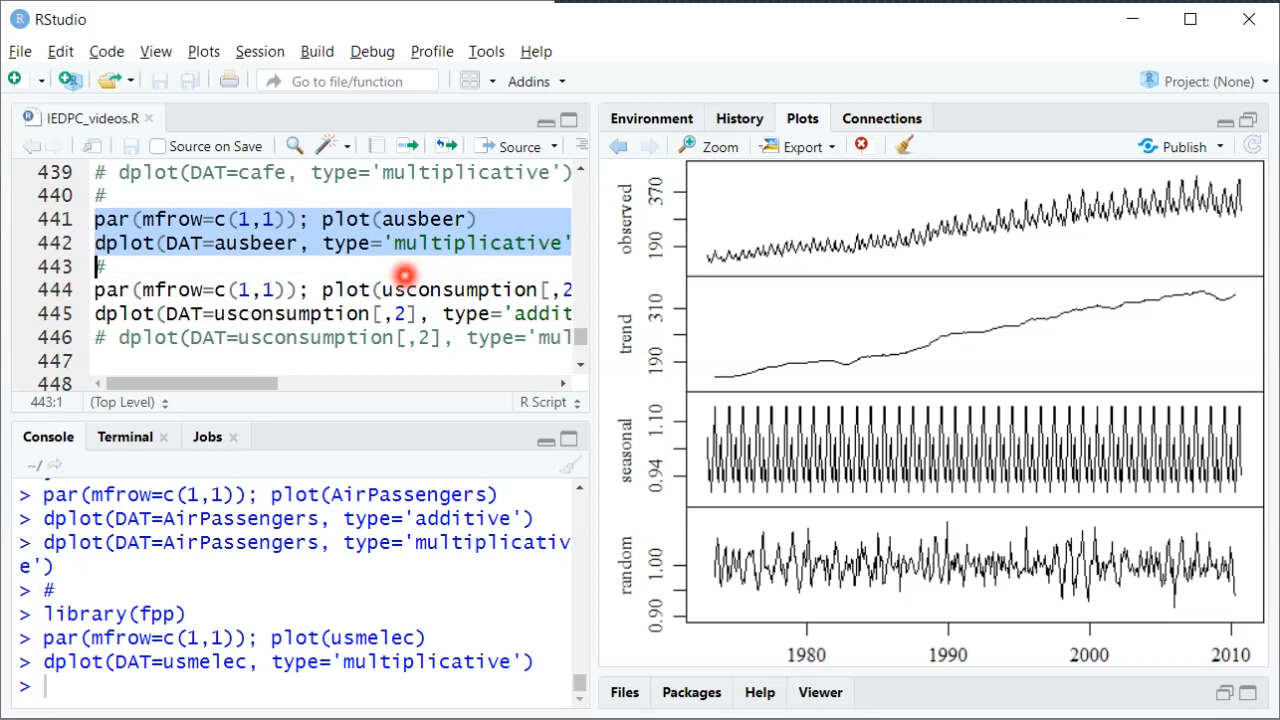 RStudio
File Edit Code View Plots Session Build Debug Profile Tools Help
Go to file/function Addins Project: (None)
IEDPC_videos.R
Source on Save Source
439 # dplot(DAT=cafe, type='multiplicative')
440 #
441 par(mfrow=c(1,1)); plot(ausbeer)
442 dplot(DAT=ausbeer, type='multiplicative'
443 #
444 par(mfrow=c(1,1)); plot(usconsumption[,2
445 dplot(DAT=usconsumption[,2], type='addit
446 # dplot(DAT=usconsumption[,2], type='mul
447
448
443:1 (Top Level) R Script
Console Terminal Jobs
~/
> par(mfrow=c(1,1)); plot(AirPassengers)
> dplot(DAT=AirPassengers, type='additive')
> dplot(DAT=AirPassengers, type='multiplicativ
e')
> #
> library(fpp)
> par(mfrow=c(1,1)); plot(usmelec)
> dplot(DAT=usmelec, type='multiplicative')
>
Environment History Plots Connections
Zoom Export Publish
observed
370
190
trend
310
190
seasonal
1.10
0.94
random
1.00
0.90
1980 1990 2000 2010
Files Packages Help Viewer